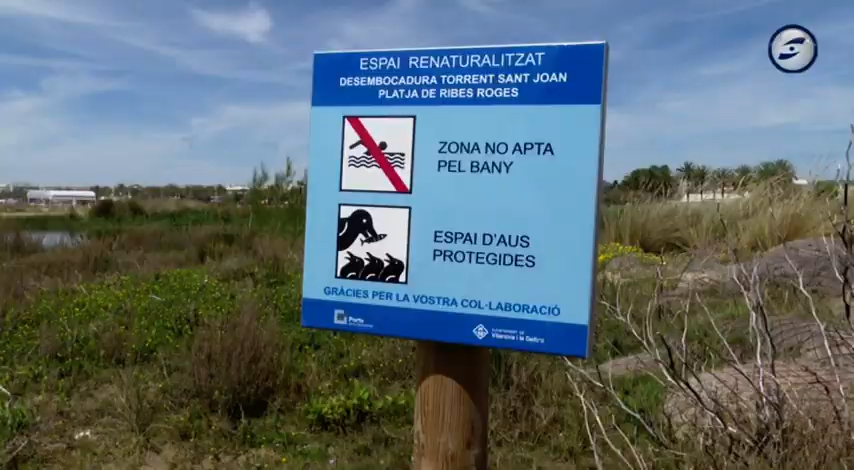 ESPAI RENATURALITZAT
DESEMBOCADURA TORRENT SANT JOAN
PLATJA DE RIBES ROGES
ZONA NO APTA
PEL BANY
ESPAI D'AUS
PROTEGIDES
GRÀCIES PER LA VOSTRA COL·LABORACIÓ
Ports
Vilanova i la Geltrú